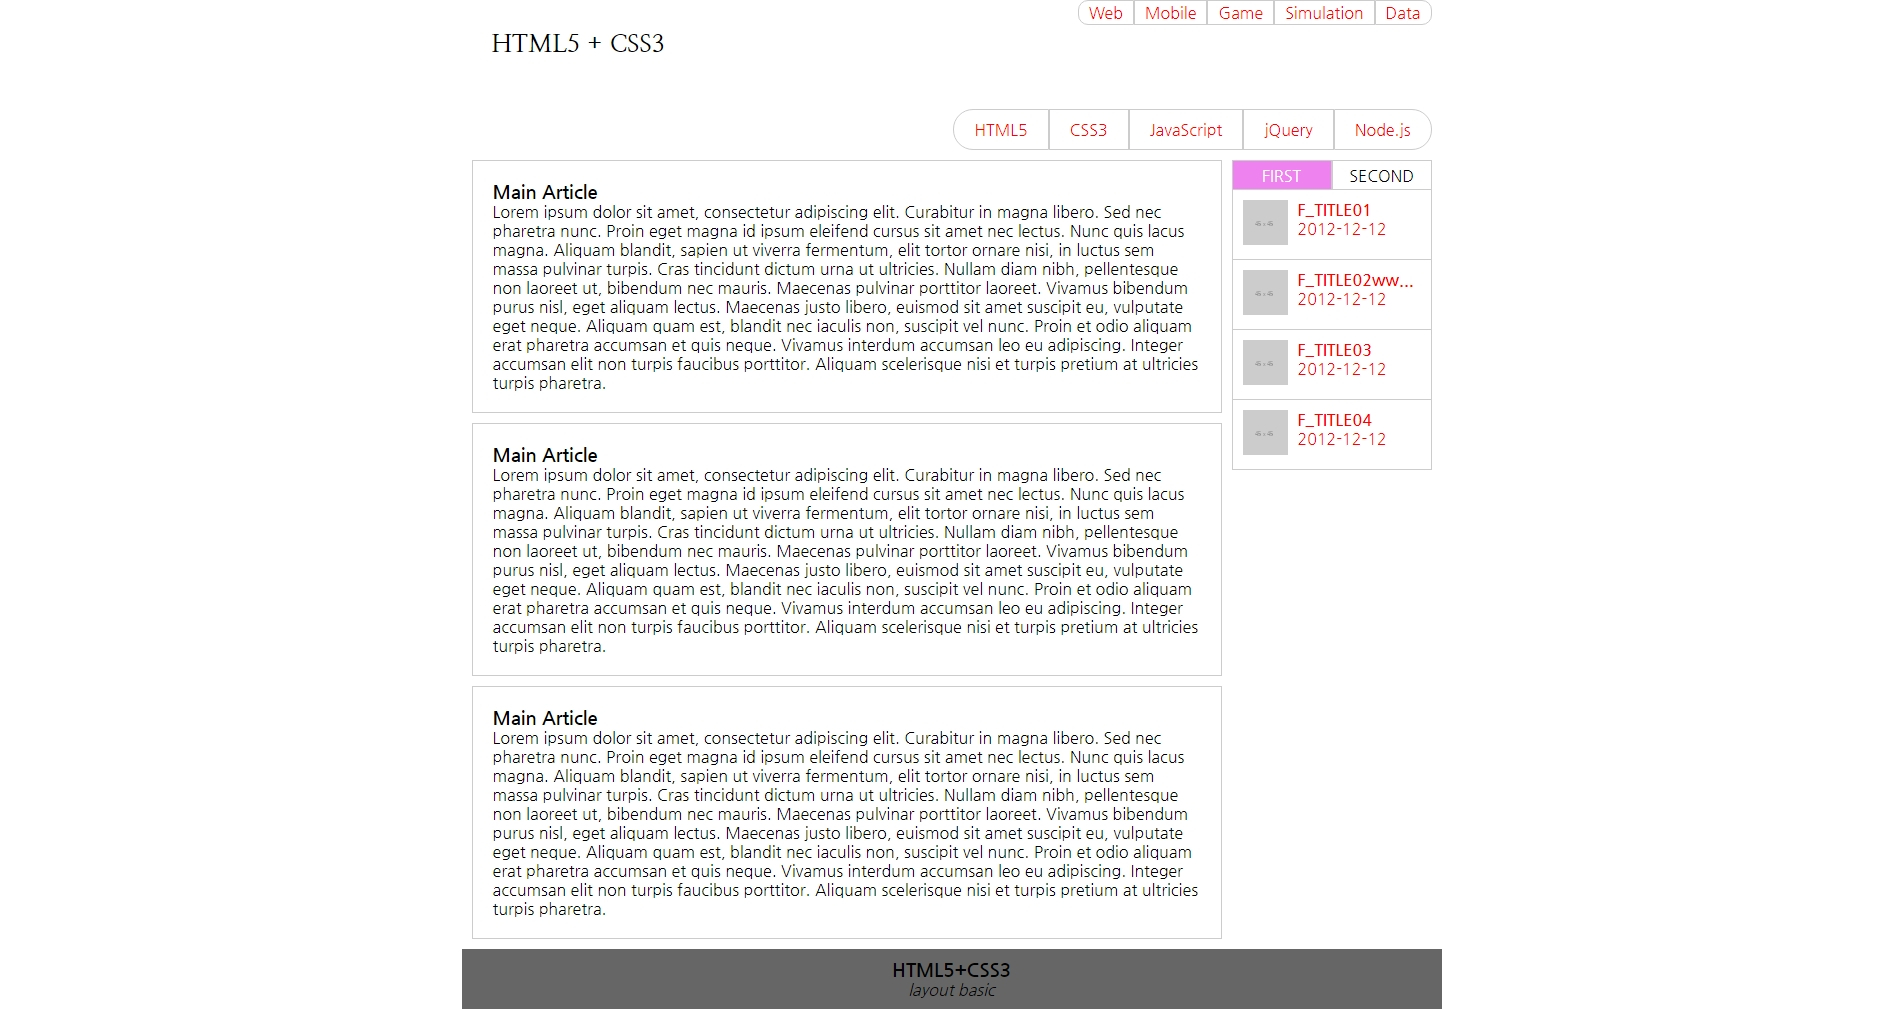 Web Mobile Game Simulation Data
HTML5 + CSS3
HTML5 CSS3 JavaScript jQuery Node.js
Main Article
Lorem ipsum dolor sit amet, consectetur adipiscing elit. Curabitur in magna libero. Sed nec
pharetra nunc. Proin eget magna id ipsum eleifend cursus sit amet nec lectus. Nunc quis lacus
magna. Aliquam blandit, sapien ut viverra fermentum, elit tortor ornare nisi, in luctus sem
massa pulvinar turpis. Cras tincidunt dictum urna ut ultricies. Nullam diam nibh, pellentesque
non laoreet ut, bibendum nec mauris. Maecenas pulvinar porttitor laoreet. Vivamus bibendum
purus nisl, eget aliquam lectus. Maecenas justo libero, euismod sit amet suscipit eu, vulputate
eget neque. Aliquam quam est, blandit nec iaculis non, suscipit vel nunc. Proin et odio aliquam
erat pharetra accumsan et quis neque. Vivamus interdum accumsan leo eu adipiscing. Integer
accumsan elit non turpis faucibus porttitor. Aliquam scelerisque nisi et turpis pretium at ultricies
turpis pharetra.
Main Article
Lorem ipsum dolor sit amet, consectetur adipiscing elit. Curabitur in magna libero. Sed nec
pharetra nunc. Proin eget magna id ipsum eleifend cursus sit amet nec lectus. Nunc quis lacus
magna. Aliquam blandit, sapien ut viverra fermentum, elit tortor ornare nisi, in luctus sem
massa pulvinar turpis. Cras tincidunt dictum urna ut ultricies. Nullam diam nibh, pellentesque
non laoreet ut, bibendum nec mauris. Maecenas pulvinar porttitor laoreet. Vivamus bibendum
purus nisl, eget aliquam lectus. Maecenas justo libero, euismod sit amet suscipit eu, vulputate
eget neque. Aliquam quam est, blandit nec iaculis non, suscipit vel nunc. Proin et odio aliquam
erat pharetra accumsan et quis neque. Vivamus interdum accumsan leo eu adipiscing. Integer
accumsan elit non turpis faucibus porttitor. Aliquam scelerisque nisi et turpis pretium at ultricies
turpis pharetra.
Main Article
Lorem ipsum dolor sit amet, consectetur adipiscing elit. Curabitur in magna libero. Sed nec
pharetra nunc. Proin eget magna id ipsum eleifend cursus sit amet nec lectus. Nunc quis lacus
magna. Aliquam blandit, sapien ut viverra fermentum, elit tortor ornare nisi, in luctus sem
massa pulvinar turpis. Cras tincidunt dictum urna ut ultricies. Nullam diam nibh, pellentesque
non laoreet ut, bibendum nec mauris. Maecenas pulvinar porttitor laoreet. Vivamus bibendum
purus nisl, eget aliquam lectus. Maecenas justo libero, euismod sit amet suscipit eu, vulputate
eget neque. Aliquam quam est, blandit nec iaculis non, suscipit vel nunc. Proin et odio aliquam
erat pharetra accumsan et quis neque. Vivamus interdum accumsan leo eu adipiscing. Integer
accumsan elit non turpis faucibus porttitor. Aliquam scelerisque nisi et turpis pretium at ultricies
turpis pharetra.
FIRST SECOND
F_TITLE01
2012-12-12
F_TITLE02ww...
2012-12-12
F_TITLE03
2012-12-12
F_TITLE04
2012-12-12
HTML5+CSS3
layout basic